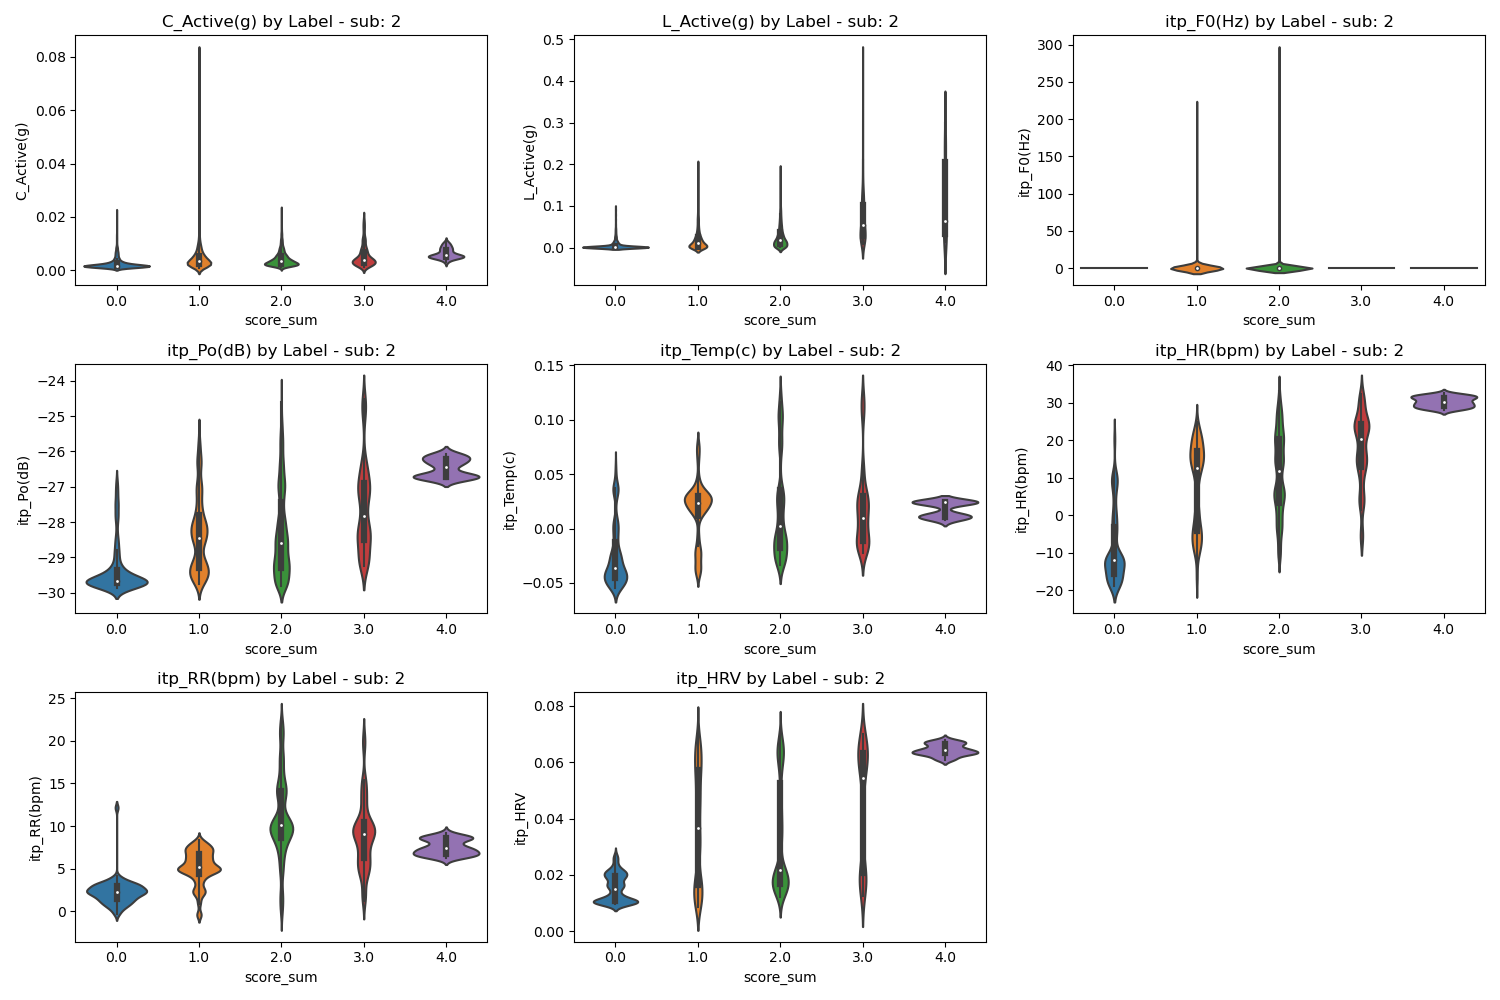 C_Active(g) by Label - sub: 2
C_Active(g)
0.08
0.06
0.04
0.02
0.00
0.0 1.0 2.0 3.0 4.0
score_sum
L_Active(g) by Label - sub: 2
L_Active(g)
0.5
0.4
0.3
0.2
0.1
0.0
0.0 1.0 2.0 3.0 4.0
score_sum
itp_F0(Hz) by Label - sub: 2
itp_F0(Hz)
300
250
200
150
100
50
0
0.0 1.0 2.0 3.0 4.0
score_sum
itp_Po(dB) by Label - sub: 2
itp_Po(dB)
−24
−25
−26
−27
−28
−29
−30
0.0 1.0 2.0 3.0 4.0
score_sum
itp_Temp(c) by Label - sub: 2
itp_Temp(c)
0.15
0.10
0.05
0.00
−0.05
0.0 1.0 2.0 3.0 4.0
score_sum
itp_HR(bpm) by Label - sub: 2
itp_HR(bpm)
40
30
20
10
0
−10
−20
0.0 1.0 2.0 3.0 4.0
score_sum
itp_RR(bpm) by Label - sub: 2
itp_RR(bpm)
25
20
15
10
5
0
0.0 1.0 2.0 3.0 4.0
score_sum
itp_HRV by Label - sub: 2
itp_HRV
0.08
0.06
0.04
0.02
0.00
0.0 1.0 2.0 3.0 4.0
score_sum